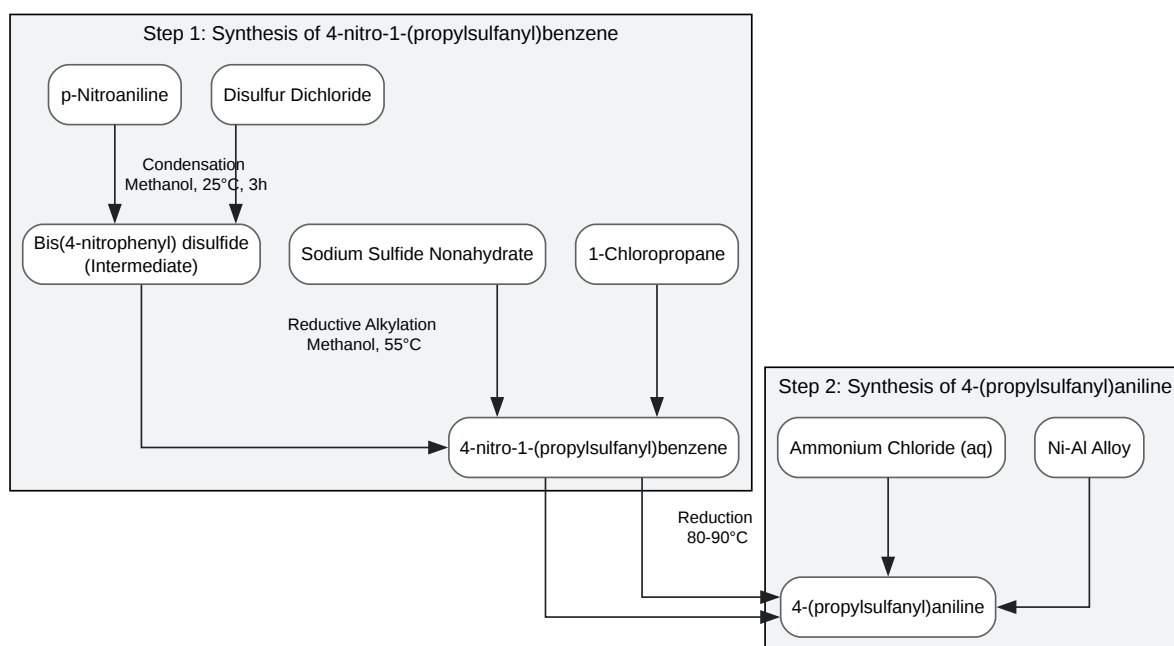 Step 1: Synthesis of 4-nitro-1-(propylsulfanyl)benzene
p-Nitroaniline
Disulfur Dichloride
Condensation
Methanol, 25°C, 3h
Bis(4-nitrophenyl) disulfide
(Intermediate)
Sodium Sulfide Nonahydrate
1-Chloropropane
Reductive Alkylation
Methanol, 55°C
4-nitro-1-(propylsulfanyl)benzene
Step 2: Synthesis of 4-(propylsulfanyl)aniline
Ammonium Chloride (aq)
Ni-Al Alloy
Reduction
80-90°C
4-(propylsulfanyl)aniline